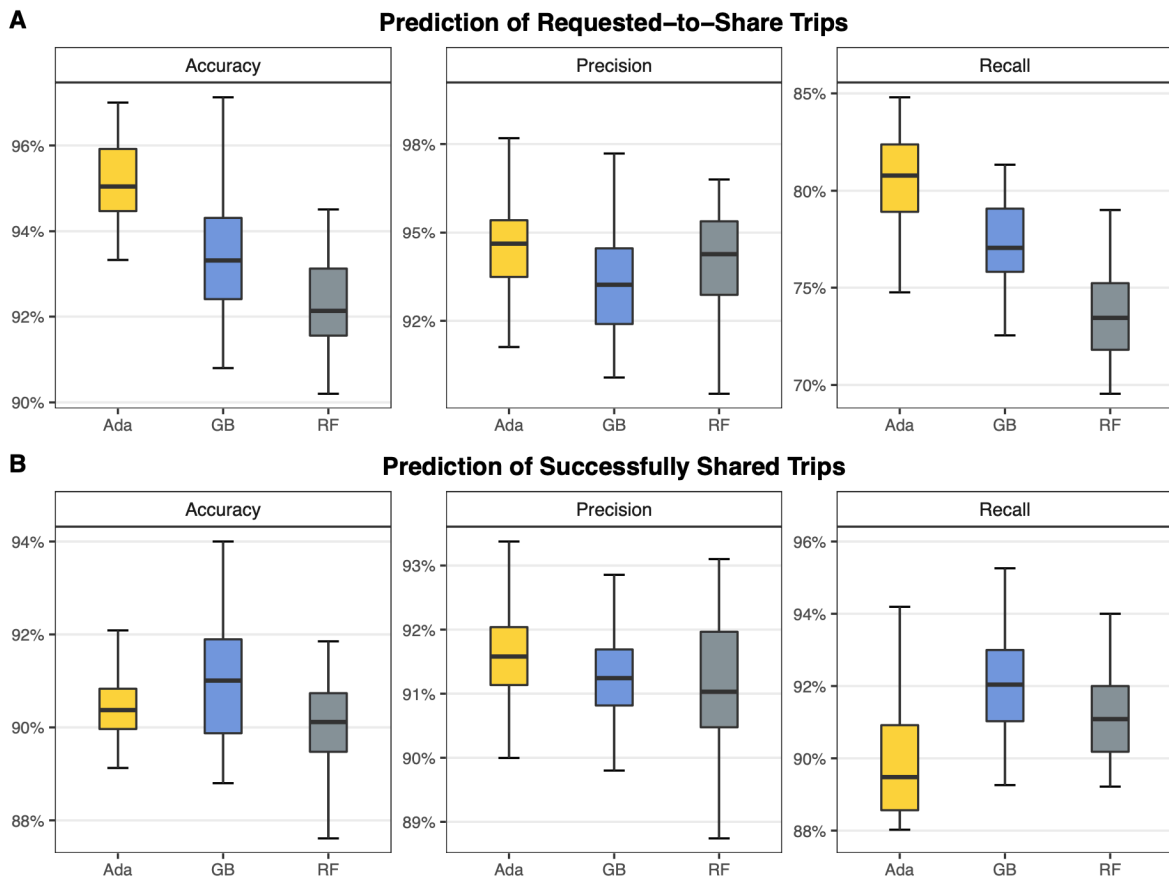 A
Prediction of Requested–to–Share Trips
Accuracy
Precision
Recall
96%
94%
92%
90%
98%
95%
92%
85%
80%
75%
70%
Ada GB RF
Ada GB RF
Ada GB RF
B
Prediction of Successfully Shared Trips
Accuracy
Precision
Recall
94%
92%
90%
88%
93%
92%
91%
90%
89%
96%
94%
92%
90%
88%
Ada GB RF
Ada GB RF
Ada GB RF